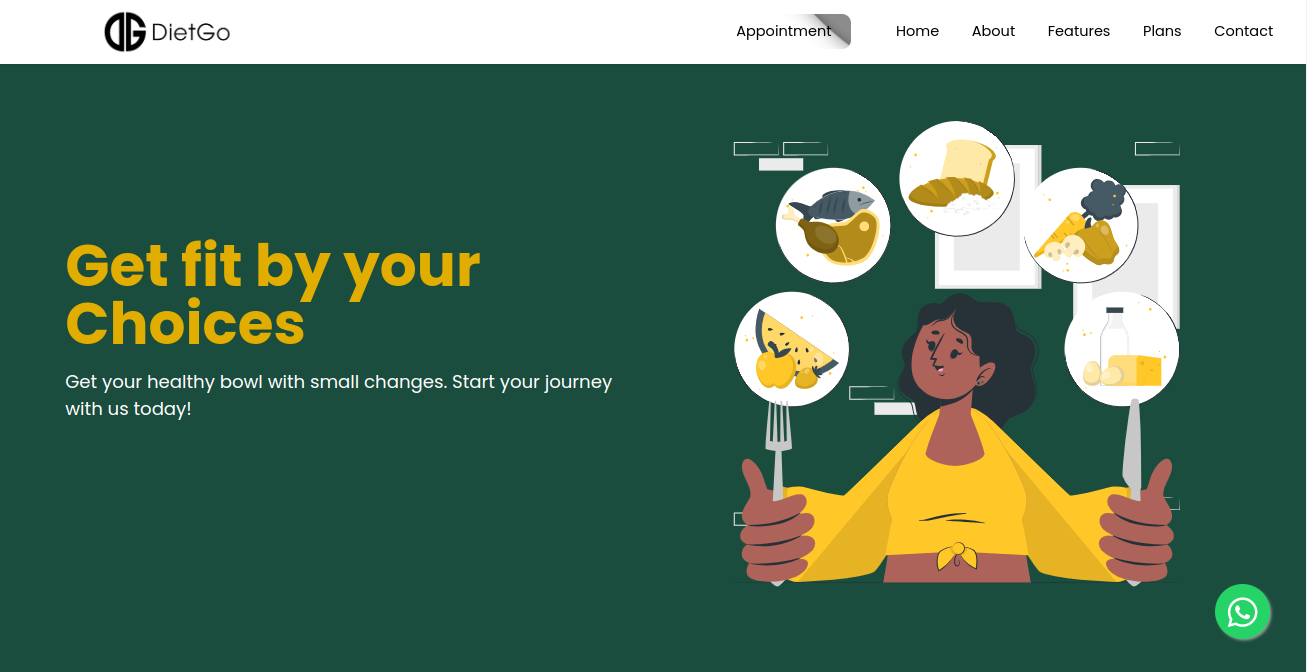 DG DietGo
Appointment Home About Features Plans Contact
Get fit by your
Choices
Get your healthy bowl with small changes. Start your journey
with us today!